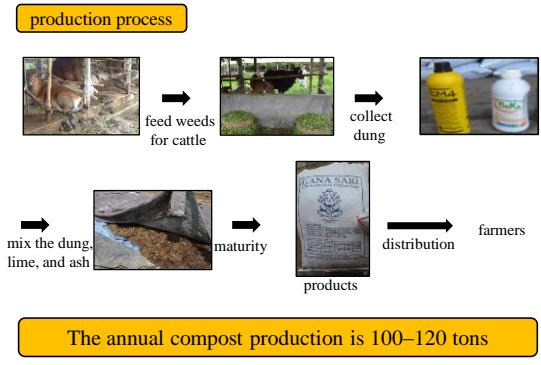 production process
feed weeds
for cattle
collect
dung
EM4
mix the dung,
lime, and ash
maturity
GANA SARI
products
distribution
farmers
The annual compost production is 100–120 tons